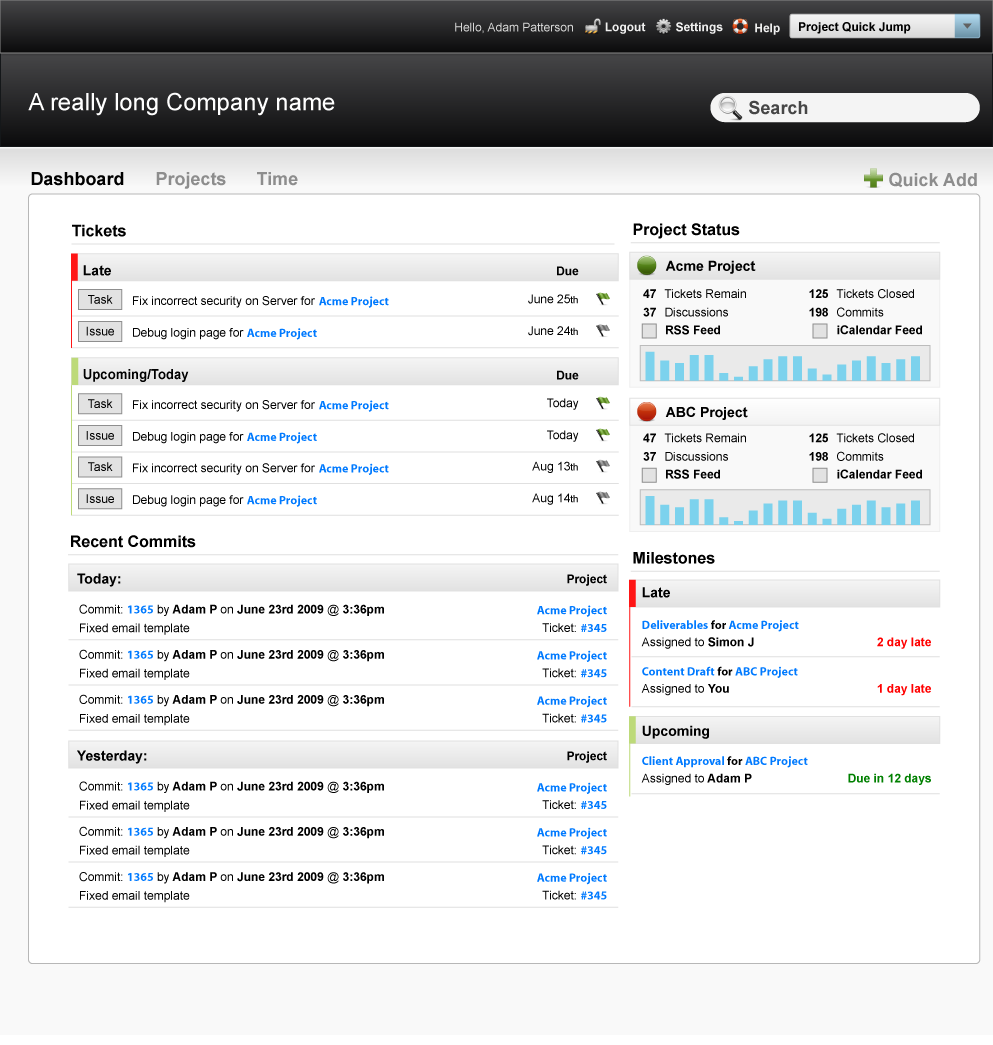 Hello, Adam Patterson Logout Settings Help Project Quick Jump
A really long Company name
Search
Dashboard Projects Time
Quick Add
Tickets
Late Due
Task Fix incorrect security on Server for Acme Project June 25th
Issue Debug login page for Acme Project June 24th
Upcoming/Today Due
Task Fix incorrect security on Server for Acme Project Today
Issue Debug login page for Acme Project Today
Task Fix incorrect security on Server for Acme Project Aug 13th
Issue Debug login page for Acme Project Aug 14th
Recent Commits
Today: Project
Commit: 1365 by Adam P on June 23rd 2009 @ 3:36pm Acme Project
Fixed email template Ticket: #345
Commit: 1365 by Adam P on June 23rd 2009 @ 3:36pm Acme Project
Fixed email template Ticket: #345
Commit: 1365 by Adam P on June 23rd 2009 @ 3:36pm Acme Project
Fixed email template Ticket: #345
Yesterday: Project
Commit: 1365 by Adam P on June 23rd 2009 @ 3:36pm Acme Project
Fixed email template Ticket: #345
Commit: 1365 by Adam P on June 23rd 2009 @ 3:36pm Acme Project
Fixed email template Ticket: #345
Commit: 1365 by Adam P on June 23rd 2009 @ 3:36pm Acme Project
Fixed email template Ticket: #345
Project Status
Acme Project
47 Tickets Remain 125 Tickets Closed
37 Discussions 198 Commits
RSS Feed iCalendar Feed
ABC Project
47 Tickets Remain 125 Tickets Closed
37 Discussions 198 Commits
RSS Feed iCalendar Feed
Milestones
Late
Deliverables for Acme Project
Assigned to Simon J 2 day late
Content Draft for ABC Project
Assigned to You 1 day late
Upcoming
Client Approval for ABC Project
Assigned to Adam P Due in 12 days